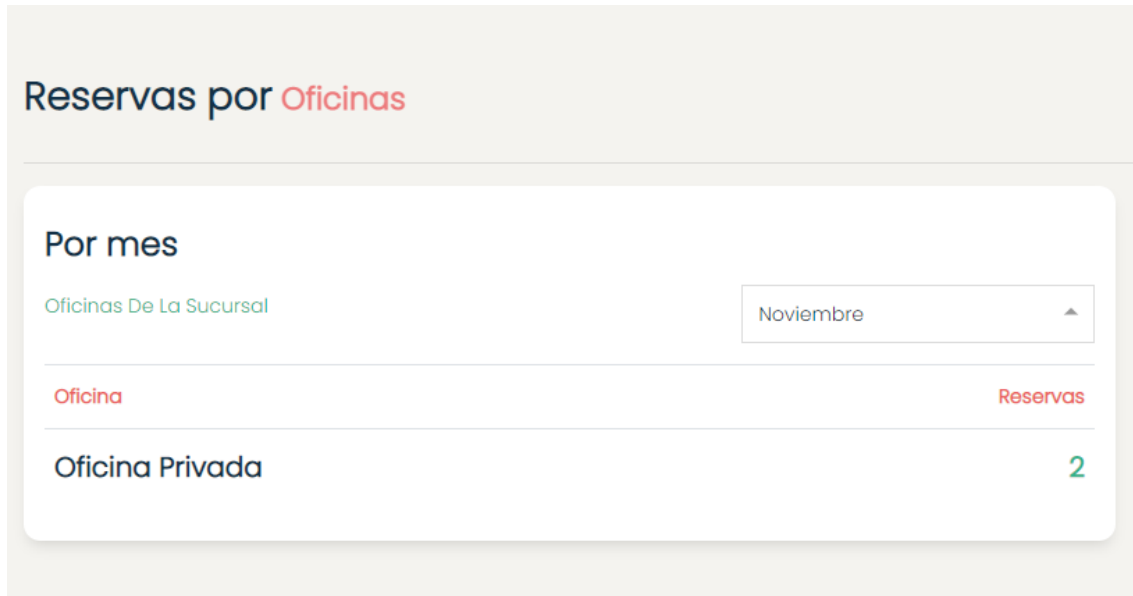 Reservas por Oficinas
Por mes
Oficinas De La Sucursal
Noviembre
Oficina Reservas
Oficina Privada 2